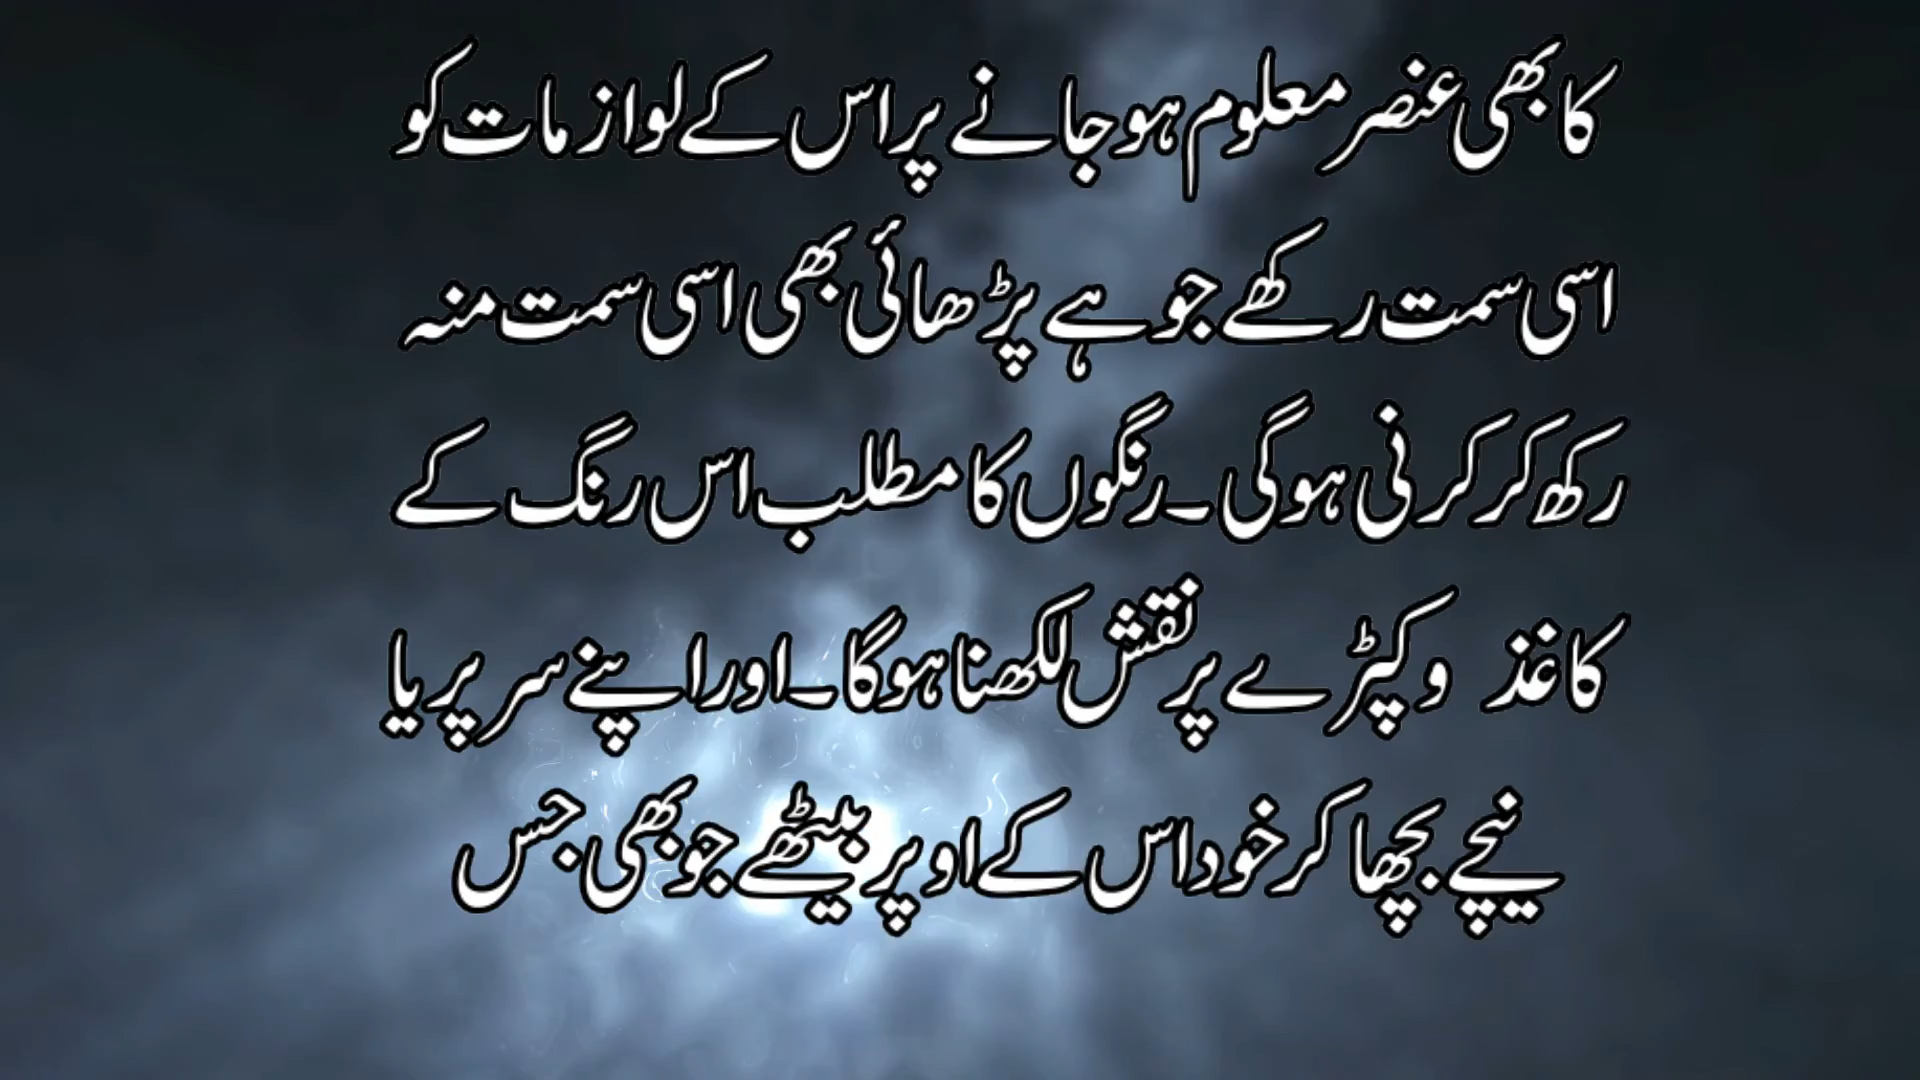 کا بھی عنصر معلوم ہو جانے پر اس کے لوازمات کو
اسی سمت رکھے جو ہے پڑھائی بھی اسی سمت منہ
رکھ کر کرنی ہوگی ۔ رنگوں کا مطلب اس رنگ کے
کاغذ و کپڑے پر نقش لکھنا ہوگا ۔ اور اپنے سر پر یا
نیچے بچھا کر خود اس کے اوپر بیٹھے جو بھی جس